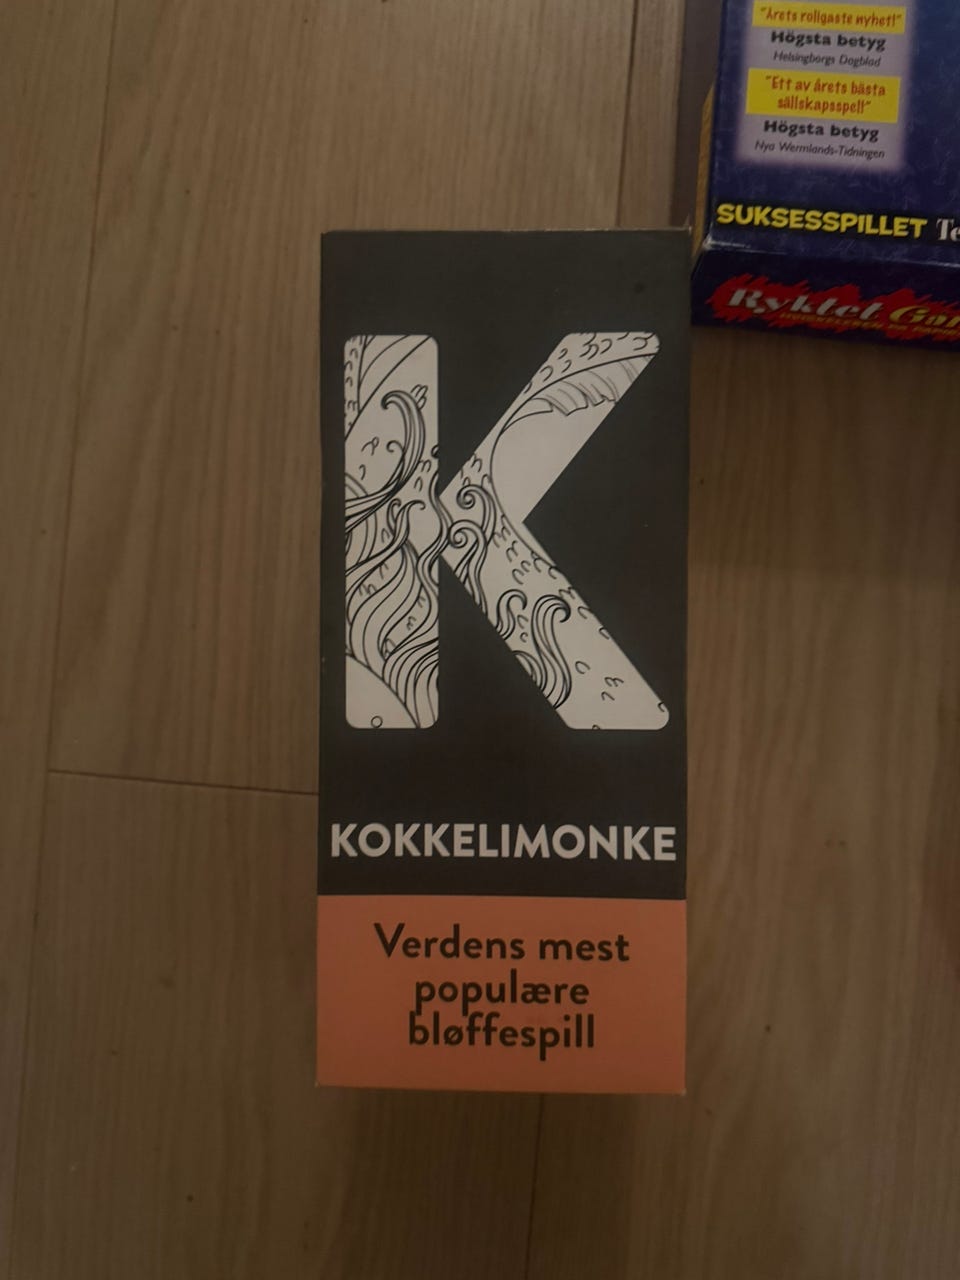 "Årets roligaste nyhet!"
Högsta betyg
Helsingborgs Dagblad
"Ett av årets bästa
sällskapsspel!"
Högsta betyg
Nya Wermlands-Tidningen
SUKSESSPILLET
Ryktet
K
KOKKELIMONKE
Verdens mest
populære
bløffespill